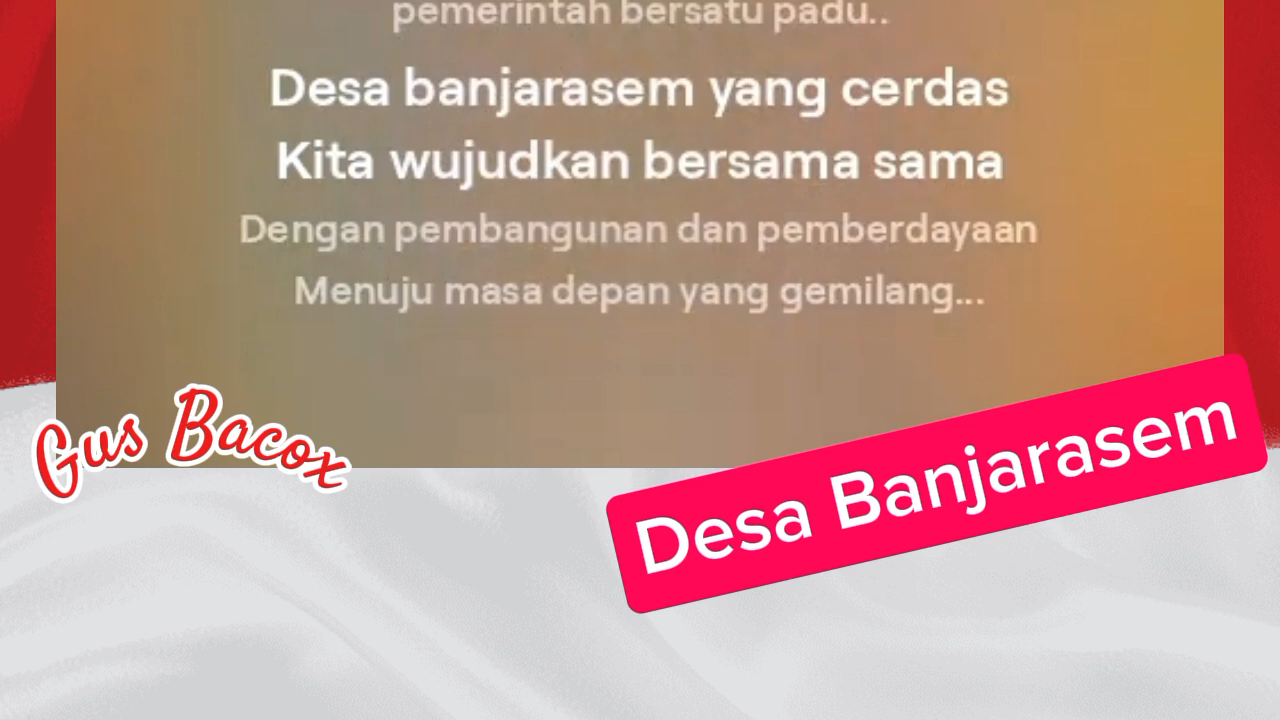 pemerintah bersatu padu..
Desa banjarasem yang cerdas
Kita wujudkan bersama sama
Dengan pembangunan dan pemberdayaan
Menuju masa depan yang gemilang...
Gus Bacox
Desa Banjarasem